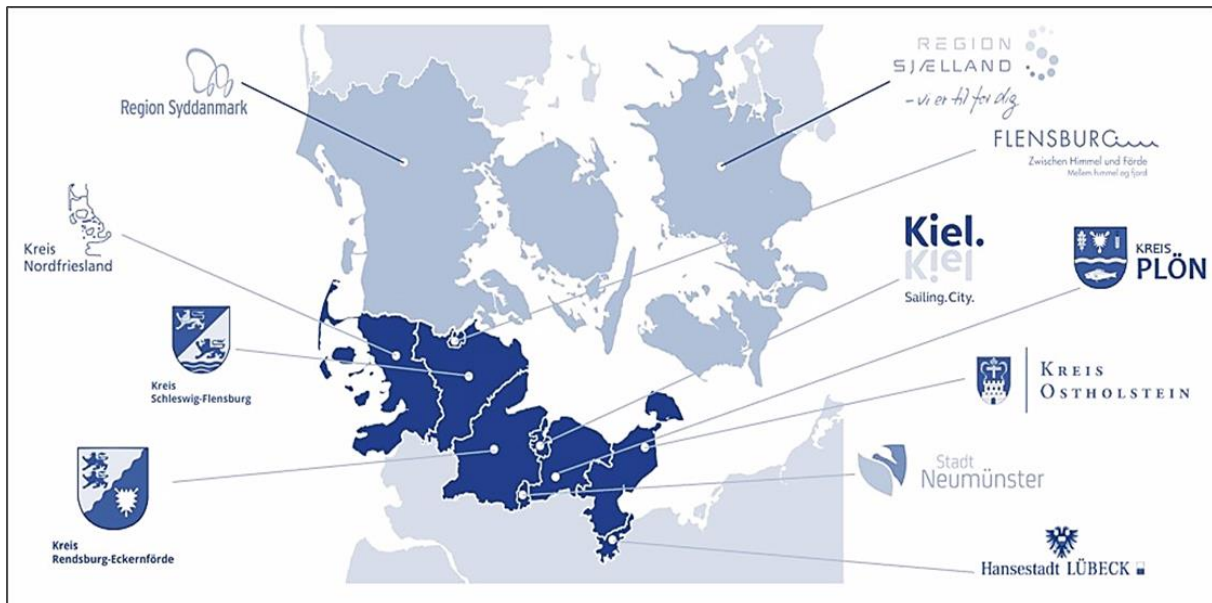 Region Syddanmark
REGION
SJÆLLAND
- vi er til for dig
FLENSBURG
Zwischen Himmel und Förde
Mellem himmel og fjord
Kreis
Nordfriesland
Kiel.
Kiel
Sailing.City.
KREIS
PLÖN
Kreis
Schleswig-Flensburg
KREIS
OSTHOLSTEIN
Stadt
Neumünster
Kreis
Rendsburg-Eckernförde
Hansestadt LÜBECK